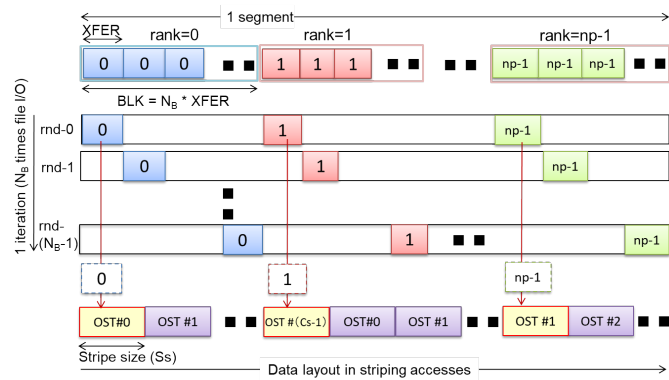 1 segment
XFER
rank=0
rank=1
rank=np-1
0 0 0
1 1 1
np-1 np-1 np-1
BLK = N_B * XFER
1 iteration (N_B times file I/O)
rnd-0
0
1
np-1
rnd-1
0
1
np-1
rnd-
(N_B-1)
0
1
np-1
0
1
np-1
OST#0
OST #1
OST #(Cs-1)
OST#0
OST #1
OST #1
OST #2
Stripe size (Ss)
Data layout in striping accesses